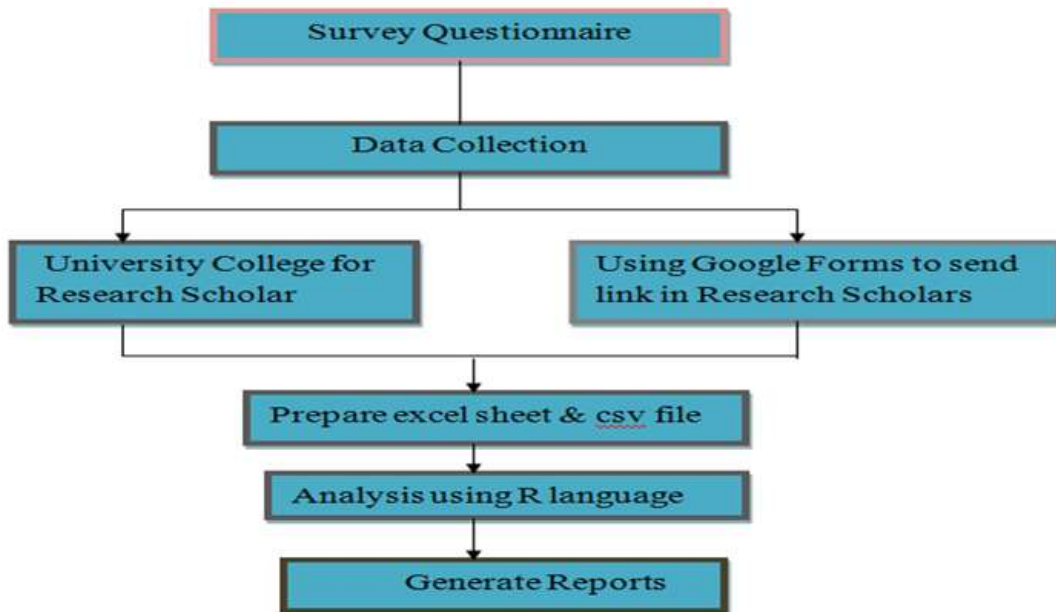 Survey Questionnaire
Data Collection
University College for
Research Scholar
Using Google Forms to send
link in Research Scholars
Prepare excel sheet & csv file
Analysis using R language
Generate Reports